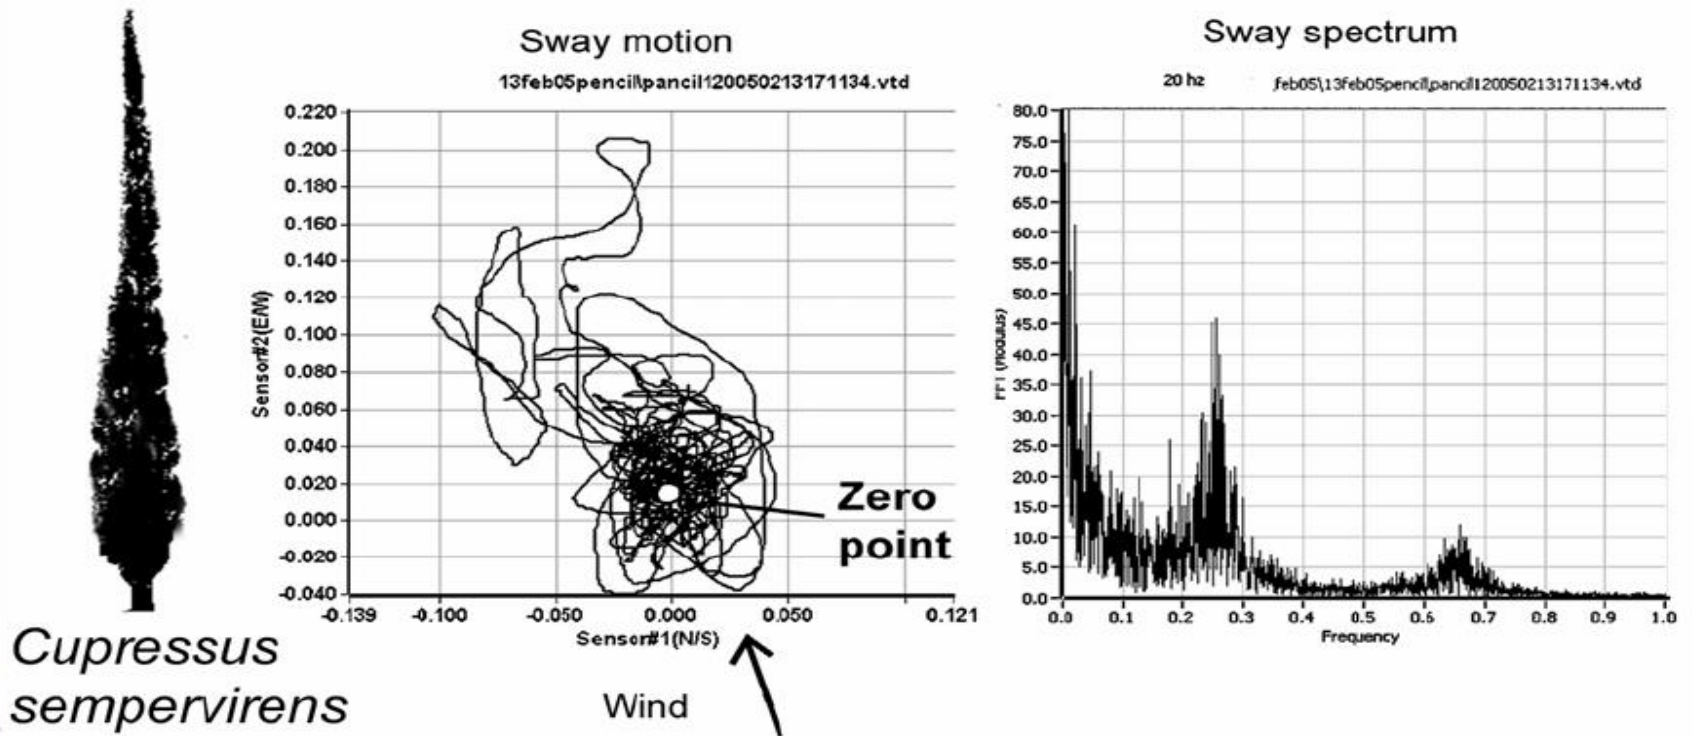 Sway motion
13feb05pencil\pancil120050213171134.vtd
0.220
0.200
0.180
0.160
0.140
0.120
0.100
0.080
0.060
0.040
0.020
0.000
-0.020
-0.040
Sensor#2(E/W)
-0.139 -0.100 -0.050 0.000 0.050 0.121
Sensor#1(N/S)
Zero
point
Wind
Cupressus
sempervirens
Sway spectrum
20 hz feb05\13feb05pencil\pancil120050213171134.vtd
80.0
75.0
70.0
65.0
60.0
55.0
50.0
45.0
40.0
35.0
30.0
25.0
20.0
15.0
10.0
5.0
0.0
FFT (Modulus)
0.0 0.1 0.2 0.3 0.4 0.5 0.6 0.7 0.8 0.9 1.0
Frequency